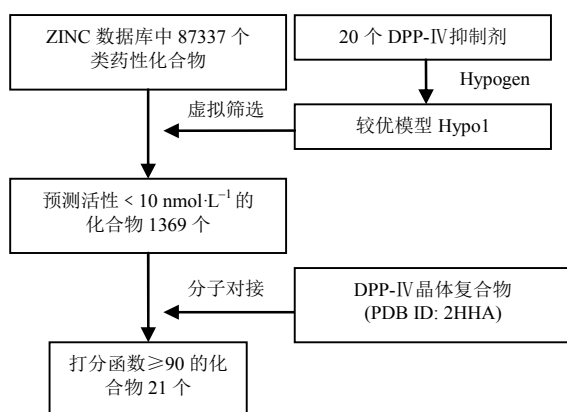 ZINC 数据库中 87337 个
类药性化合物
20 个 DPP-Ⅳ抑制剂
Hypogen
虚拟筛选
较优模型 Hypo1
预测活性 < 10 nmol·L⁻¹ 的
化合物 1369 个
分子对接
DPP-Ⅳ晶体复合物
(PDB ID: 2HHA)
打分函数≥90 的化
合物 21 个